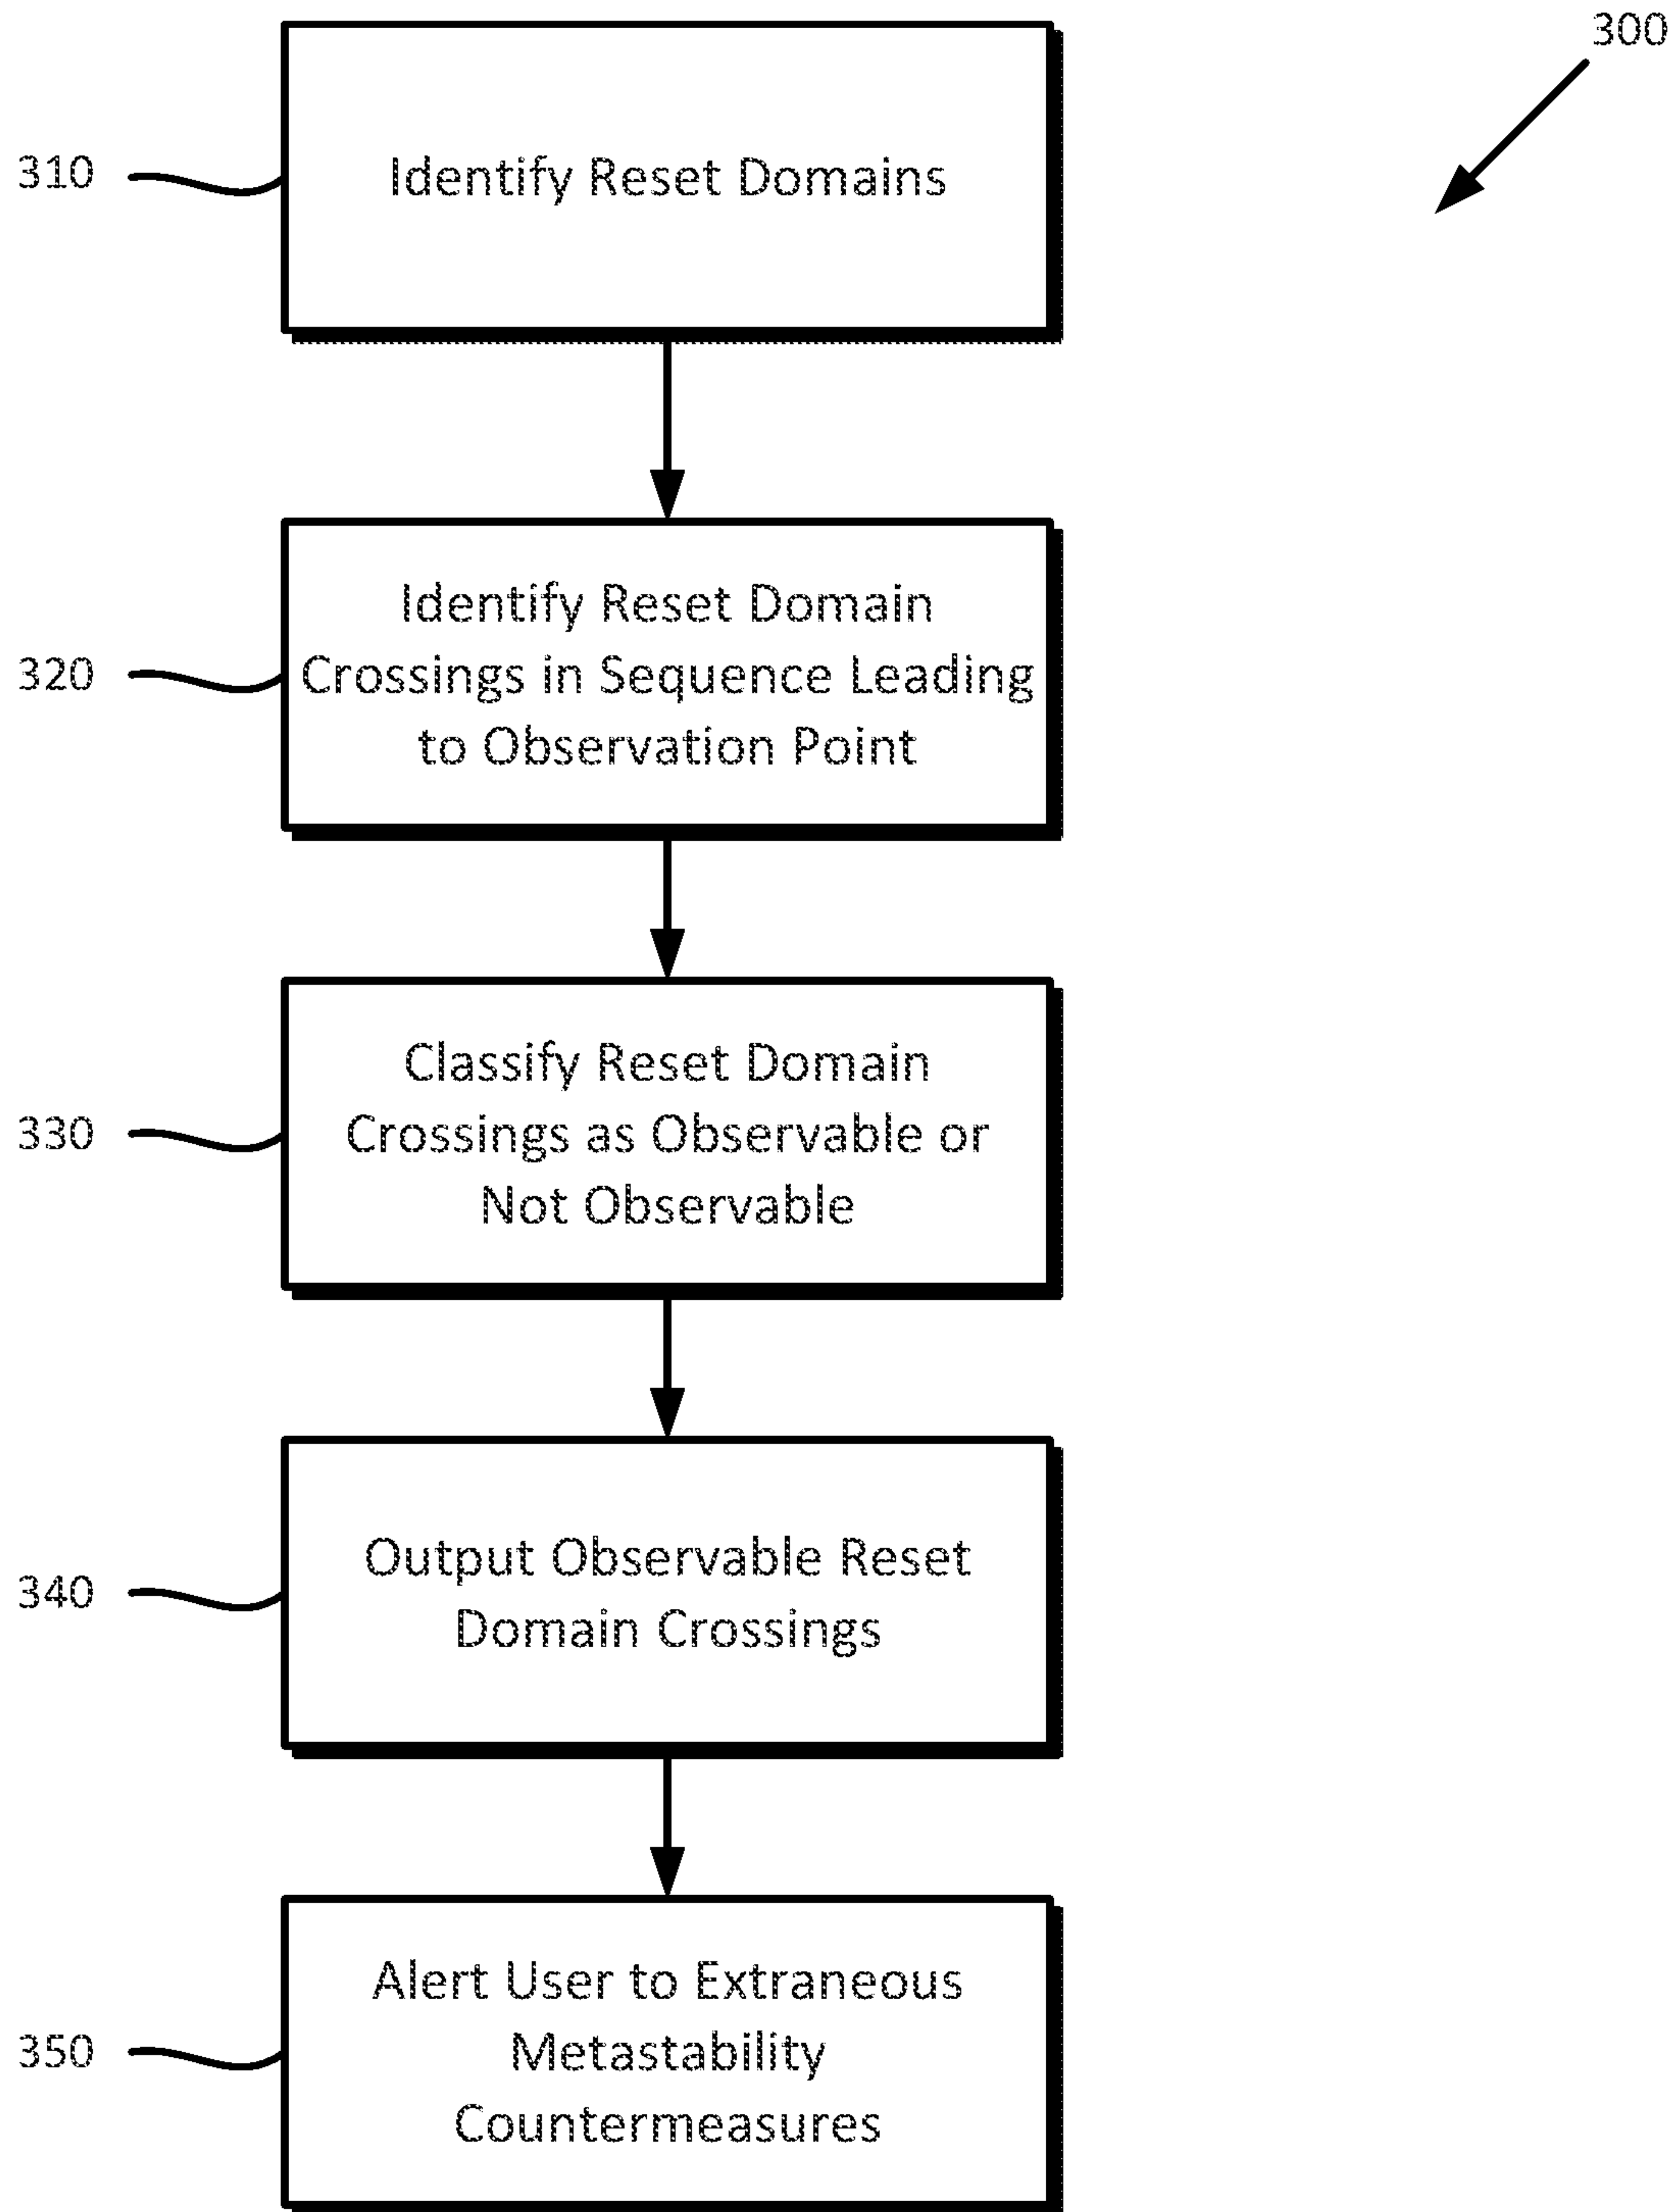 300
310
Identify Reset Domains
320
Identify Reset Domain
Crossings in Sequence Leading
to Observation Point
330
Classify Reset Domain
Crossings as Observable or
Not Observable
340
Output Observable Reset
Domain Crossings
350
Alert User to Extraneous
Metastability
Countermeasures